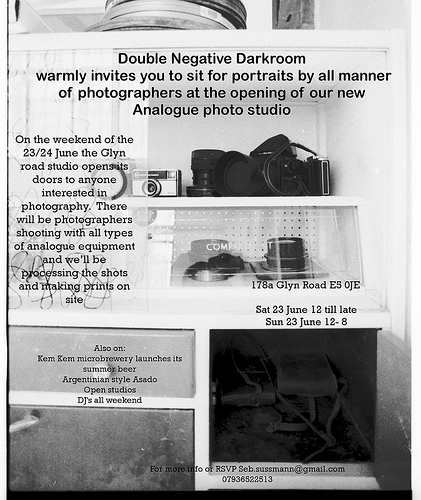 Double Negative Darkroom
warmly invites you to sit for portraits by all manner
of photographers at the opening of our new
Analogue photo studio
On the weekend of the
23/24 June the Glyn
road studio opens its
doors to anyone
interested in
photography. There
will be photographers
shooting with all types
of analogue equipment
and we'll be
processing the shots
and making prints on
site
COMPA
178a Glyn Road E5 0JE
Sat 23 June 12 till late
Sun 23 June 12- 8
Also on:
Kem Kem microbrewery launches its
summer beer
Argentinian style Asado
Open studios
DJ's all weekend
For more info or RSVP Seb.sussmann@gmail.com
07936522513